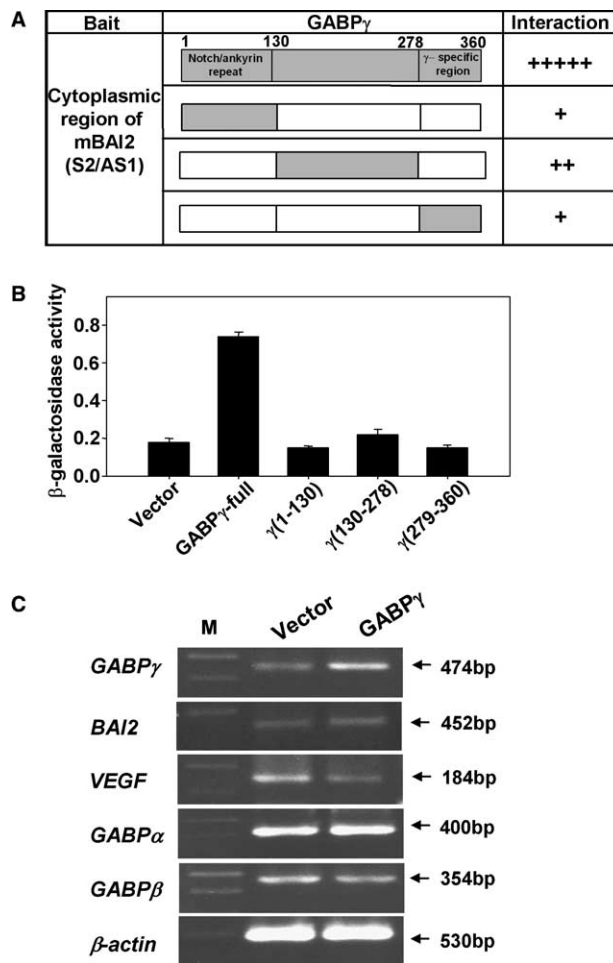 A
Bait GABPγ Interaction
1 130 278 360
Notch/ankyrin repeat γ- specific region +++++
Cytoplasmic region of mBAI2 (S2/AS1)
+
++
+
B
β-galactosidase activity
0.8
0.6
0.4
0.2
0.0
Vector GABPγ-full γ(1-130) γ(130-278) γ(279-360)
C
M Vector GABPγ
GABPγ ← 474bp
BAI2 ← 452bp
VEGF ← 184bp
GABPα ← 400bp
GABPβ ← 354bp
β-actin ← 530bp